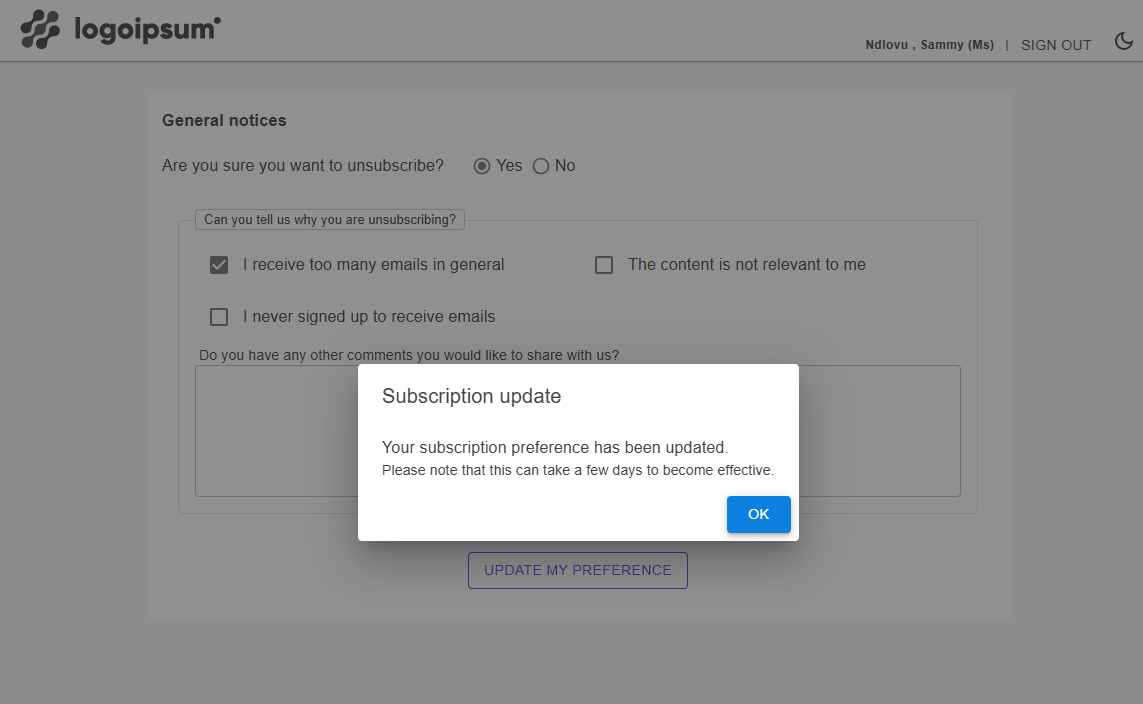 logoipsum
Ndlovu , Sammy (Ms) | SIGN OUT
General notices
Are you sure you want to unsubscribe? Yes No
Can you tell us why you are unsubscribing?
I receive too many emails in general The content is not relevant to me
I never signed up to receive emails
Do you have any other comments you would like to share with us?
Subscription update
Your subscription preference has been updated.
Please note that this can take a few days to become effective.
OK
UPDATE MY PREFERENCE